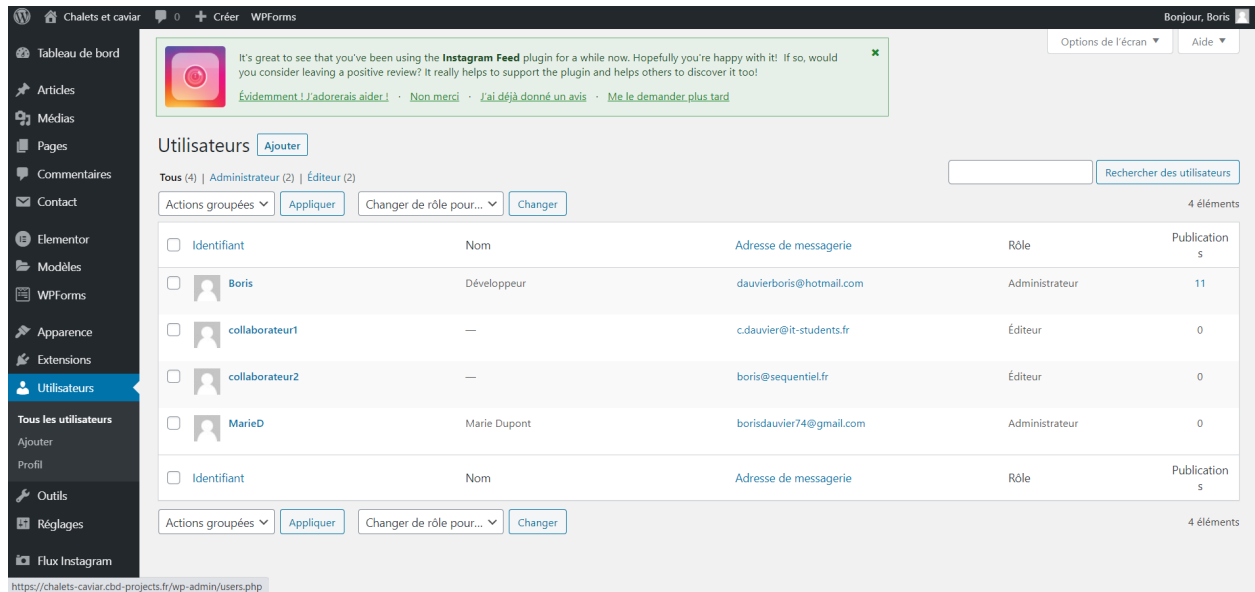 Chalets et caviar 0 + Créer WPForms Bonjour, Boris
Tableau de bord
Articles
Médias
Pages
Commentaires
Contact
Elementor
Modèles
WPForms
Apparence
Extensions
Utilisateurs
Tous les utilisateurs
Ajouter
Profil
Outils
Réglages
Flux Instagram
Options de l'écran ▼ Aide ▼
It's great to see that you've been using the Instagram Feed plugin for a while now. Hopefully you're happy with it! If so, would
you consider leaving a positive review? It really helps to support the plugin and helps others to discover it too!
Évidemment ! J'adorerais aider ! · Non merci · J'ai déjà donné un avis · Me le demander plus tard
Utilisateurs Ajouter
Tous (4) | Administrateur (2) | Éditeur (2)
Rechercher des utilisateurs
Actions groupées Appliquer Changer de rôle pour... Changer 4 éléments
Identifiant Nom Adresse de messagerie Rôle Publication
s
Boris Développeur dauvierboris@hotmail.com Administrateur 11
collaborateur1 — c.dauvier@it-students.fr Éditeur 0
collaborateur2 — boris@sequentiel.fr Éditeur 0
MarieD Marie Dupont borisdauvier74@gmail.com Administrateur 0
Identifiant Nom Adresse de messagerie Rôle Publication
s
Actions groupées Appliquer Changer de rôle pour... Changer 4 éléments
https://chalets-caviar.cbd-projects.fr/wp-admin/users.php